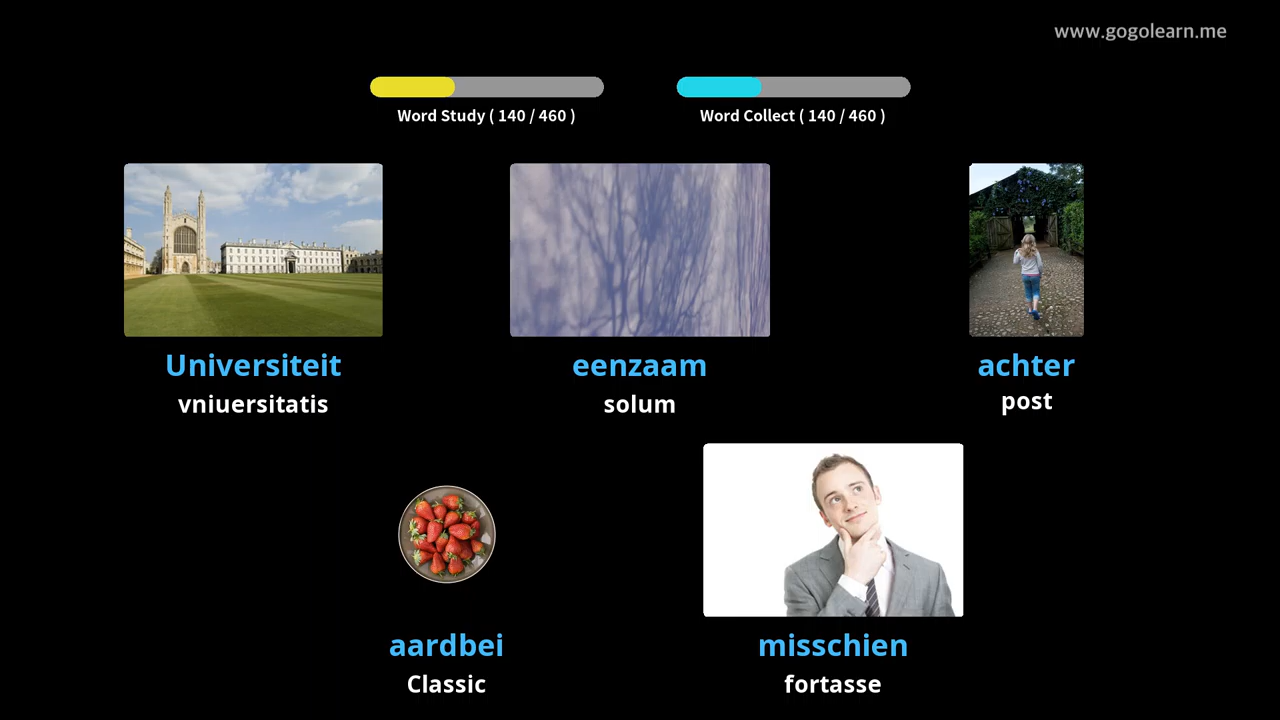 www.gogolearn.me
Word Study ( 140 / 460 )
Word Collect ( 140 / 460 )
Universiteit
vniuersitatis
eenzaam
solum
achter
post
aardbei
Classic
misschien
fortasse